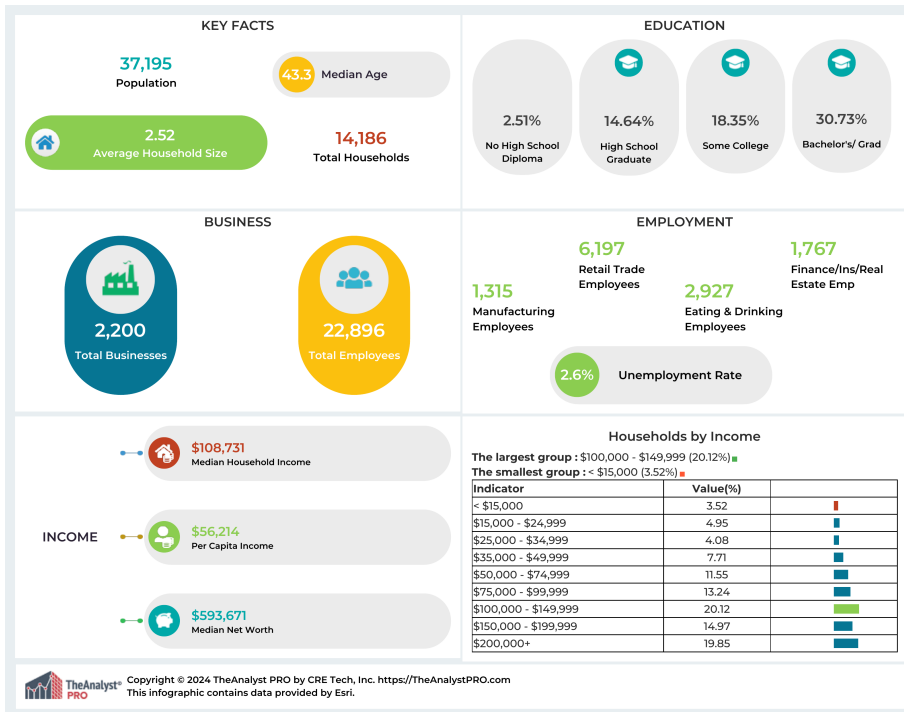 KEY FACTS
37,195
Population
43.3 Median Age
2.52
Average Household Size
14,186
Total Households
EDUCATION
2.51%
No High School
Diploma
14.64%
High School
Graduate
18.35%
Some College
30.73%
Bachelor's/ Grad
BUSINESS
2,200
Total Businesses
22,896
Total Employees
EMPLOYMENT
1,315
Manufacturing
Employees
6,197
Retail Trade
Employees
2,927
Eating & Drinking
Employees
1,767
Finance/Ins/Real
Estate Emp
2.6% Unemployment Rate
INCOME
$108,731
Median Household Income
$56,214
Per Capita Income
$593,671
Median Net Worth
Households by Income
The largest group : $100,000 - $149,999 (20.12%)
The smallest group : < $15,000 (3.52%)
Indicator Value(%)
< $15,000 3.52
$15,000 - $24,999 4.95
$25,000 - $34,999 4.08
$35,000 - $49,999 7.71
$50,000 - $74,999 11.55
$75,000 - $99,999 13.24
$100,000 - $149,999 20.12
$150,000 - $199,999 14.97
$200,000+ 19.85
TheAnalyst®
PRO
Copyright © 2024 TheAnalyst PRO by CRE Tech, Inc. https://TheAnalystPRO.com
This infographic contains data provided by Esri.